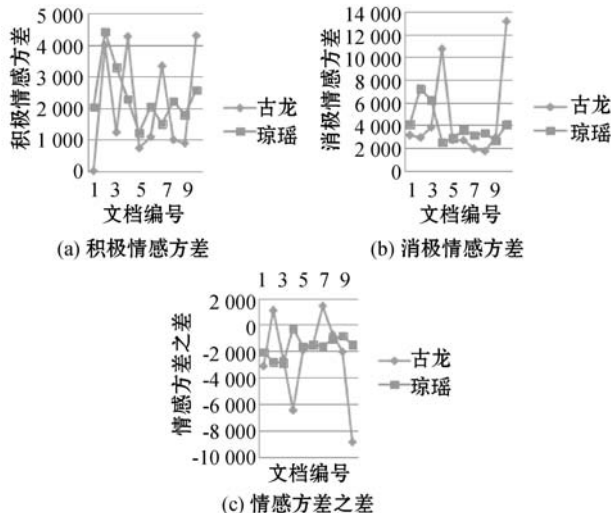 5 000
4 000
3 000
2 000
1 000
0
积极情感方差
1 3 5 7 9
文档编号
古龙
琼瑶
(a) 积极情感方差
14 000
12 000
10 000
8 000
6 000
4 000
2 000
0
消极情感方差
1 3 5 7 9
文档编号
古龙
琼瑶
(b) 消极情感方差
1 3 5 7 9
2 000
0
-2 000
-4 000
-6 000
-8 000
-10 000
情感方差之差
文档编号
古龙
琼瑶
(c) 情感方差之差